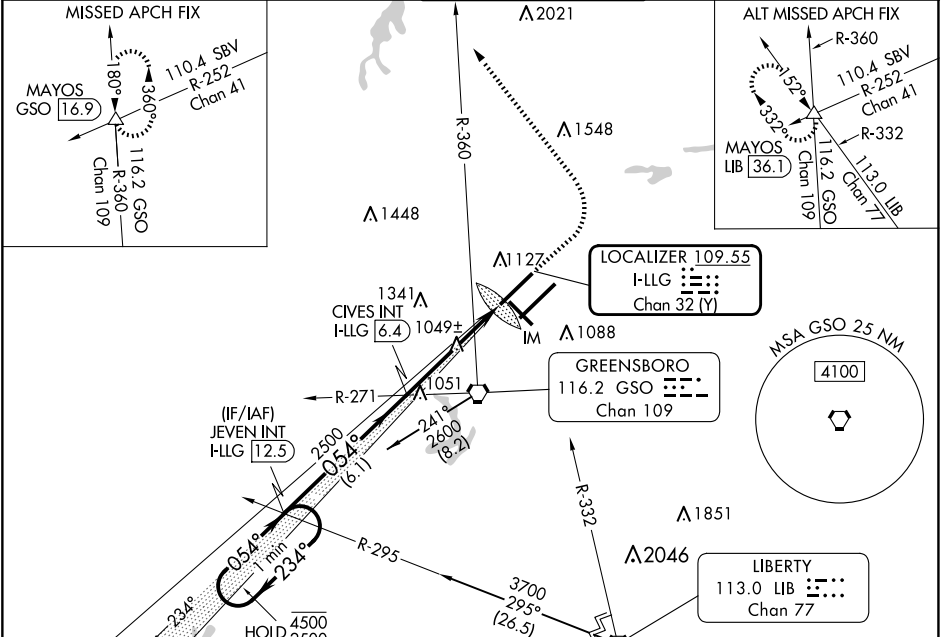 MISSED APCH FIX
MAYOS
GSO 16.9
180°
360°
110.4 SBV
R-252
Chan 41
116.2 GSO
R-360
Chan 109
ALT MISSED APCH FIX
R-360
110.4 SBV
R-252
Chan 41
152°
332°
R-332
MAYOS
LIB 36.1
116.2 GSO
Chan 109
113.0 LIB
Chan 77
2021
R-360
1548
1448
1127
LOCALIZER 109.55
I-LLG
Chan 32 (Y)
1341
CIVES INT
I-LLG 6.4
1049±
IM
1088
MSA GSO 25 NM
4100
GREENSBORO
116.2 GSO
Chan 109
R-271
1051
241°
2600
(8.2)
(IF/IAF)
JEVEN INT
I-LLG 12.5
2500
054°
(6.1)
R-332
1851
2046
R-295
054°
1 min
234°
234°
3700
295°
(26.5)
LIBERTY
113.0 LIB
Chan 77
HOLD 4500